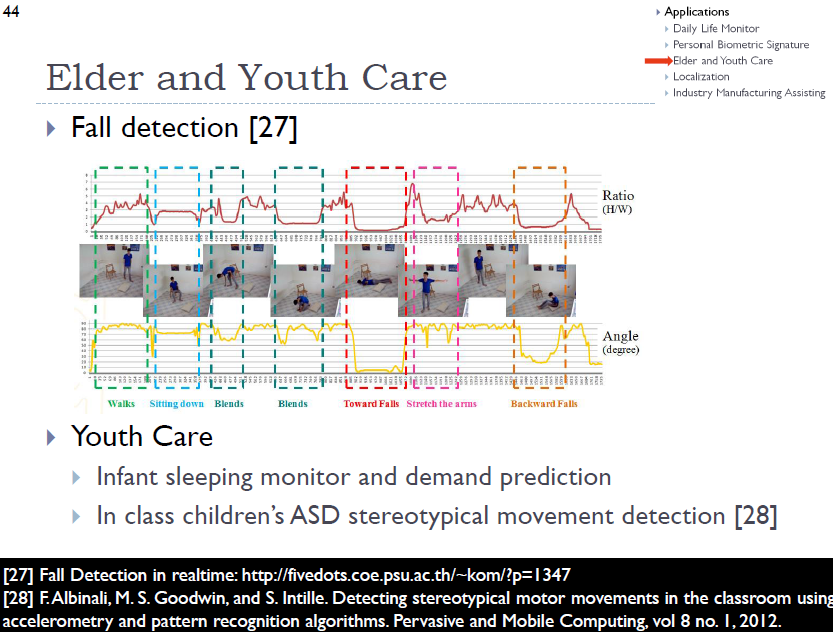 44
Applications
Daily Life Monitor
Personal Biometric Signature
Elder and Youth Care
Localization
Industry Manufacturing Assisting
Elder and Youth Care
Fall detection [27]
Ratio
(H/W)
Angle
(degree)
Walks Sitting down Blends Blends Toward Falls Stretch the arms Backward Falls
Youth Care
Infant sleeping monitor and demand prediction
In class children's ASD stereotypical movement detection [28]
[27] Fall Detection in realtime: http://fivedots.coe.psu.ac.th/~kom/?p=1347
[28] F. Albinali, M. S. Goodwin, and S. Intille. Detecting stereotypical motor movements in the classroom using
accelerometry and pattern recognition algorithms. Pervasive and Mobile Computing, vol 8 no. 1, 2012.